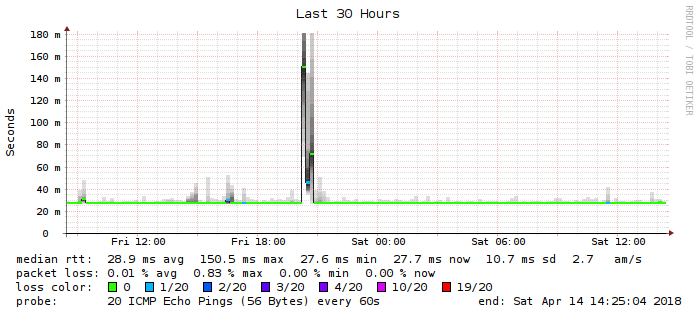 Last 30 Hours
RRDTOOL / TOBI OETIKER
Seconds
180 m
160 m
140 m
120 m
100 m
80 m
60 m
40 m
20 m
0
Fri 12:00 Fri 18:00 Sat 00:00 Sat 06:00 Sat 12:00
median rtt: 28.9 ms avg 150.5 ms max 27.6 ms min 27.7 ms now 10.7 ms sd 2.7 am/s
packet loss: 0.01 % avg 0.83 % max 0.00 % min 0.00 % now
loss color: 0 1/20 2/20 3/20 4/20 10/20 19/20
probe: 20 ICMP Echo Pings (56 Bytes) every 60s end: Sat Apr 14 14:25:04 2018